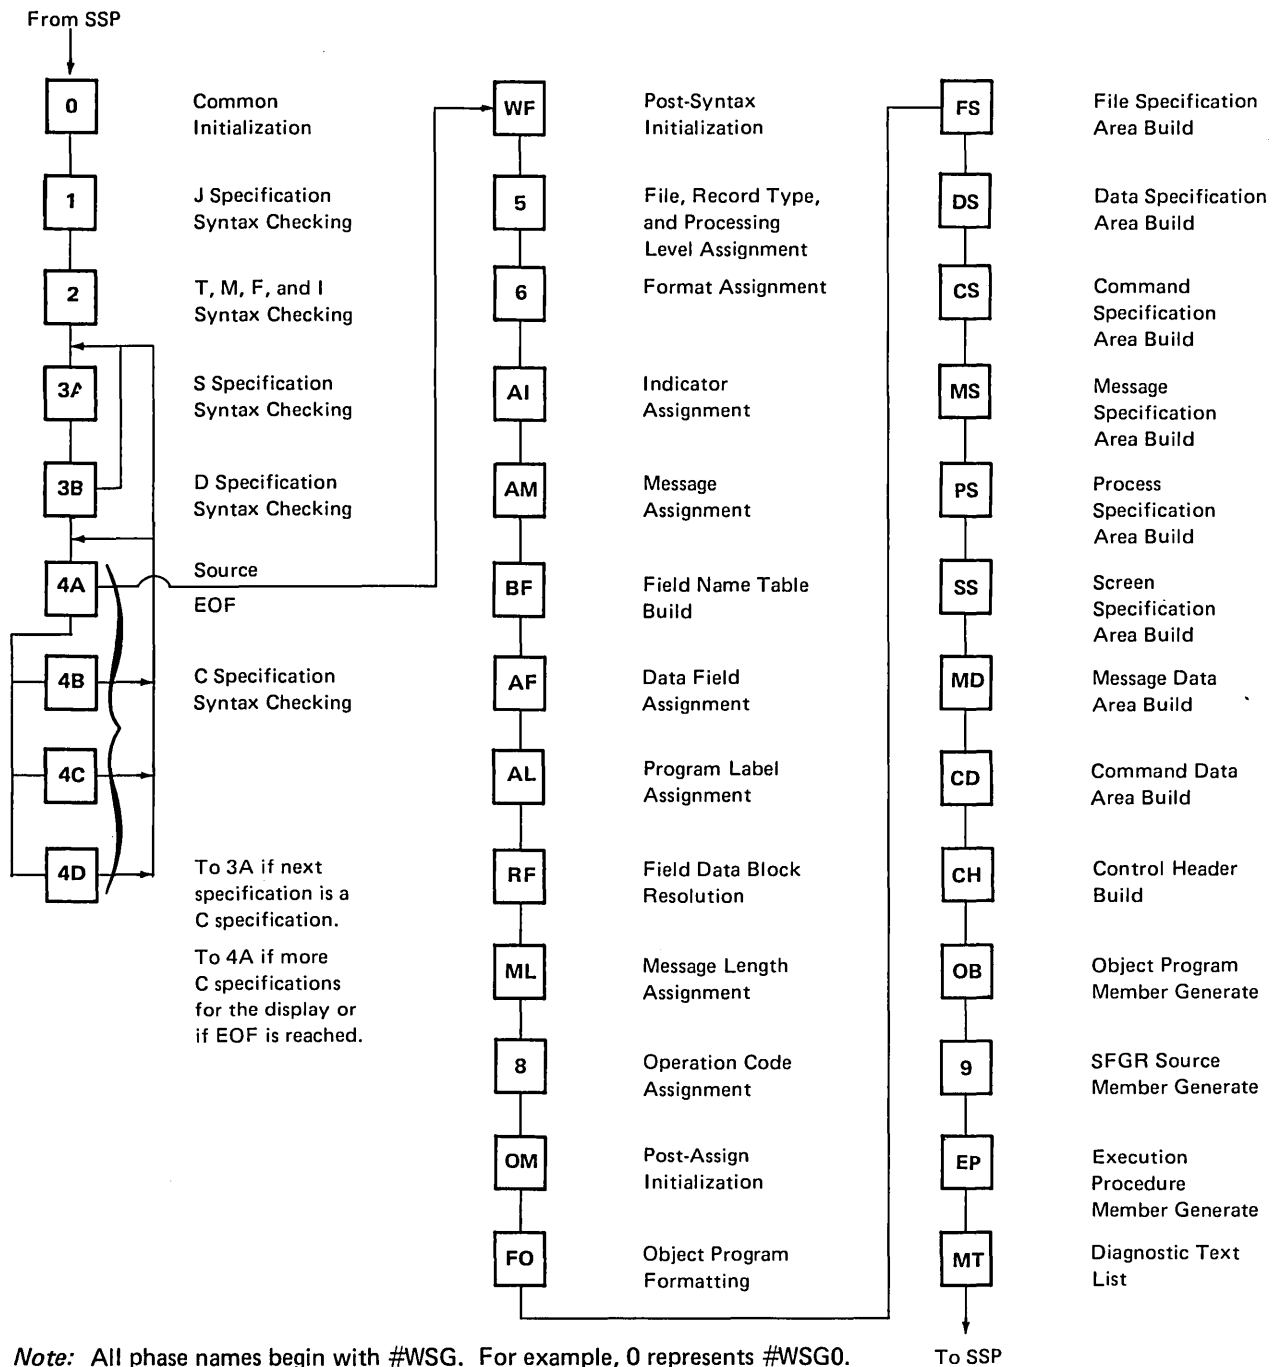 From SSP
0
Common
Initialization
1
J Specification
Syntax Checking
2
T, M, F, and I
Syntax Checking
3A
S Specification
Syntax Checking
3B
D Specification
Syntax Checking
4A
Source
EOF
4B
C Specification
Syntax Checking
4C
4D
To 3A if next
specification is a
C specification.
To 4A if more
C specifications
for the display or
if EOF is reached.
WF
Post-Syntax
Initialization
5
File, Record Type,
and Processing
Level Assignment
6
Format Assignment
AI
Indicator
Assignment
AM
Message
Assignment
BF
Field Name Table
Build
AF
Data Field
Assignment
AL
Program Label
Assignment
RF
Field Data Block
Resolution
ML
Message Length
Assignment
8
Operation Code
Assignment
OM
Post-Assign
Initialization
FO
Object Program
Formatting
FS
File Specification
Area Build
DS
Data Specification
Area Build
CS
Command
Specification
Area Build
MS
Message
Specification
Area Build
PS
Process
Specification
Area Build
SS
Screen
Specification
Area Build
MD
Message Data
Area Build
CD
Command Data
Area Build
CH
Control Header
Build
OB
Object Program
Member Generate
9
SFGR Source
Member Generate
EP
Execution
Procedure
Member Generate
MT
Diagnostic Text
List
To SSP
Note: All phase names begin with #WSG. For example, 0 represents #WSG0.